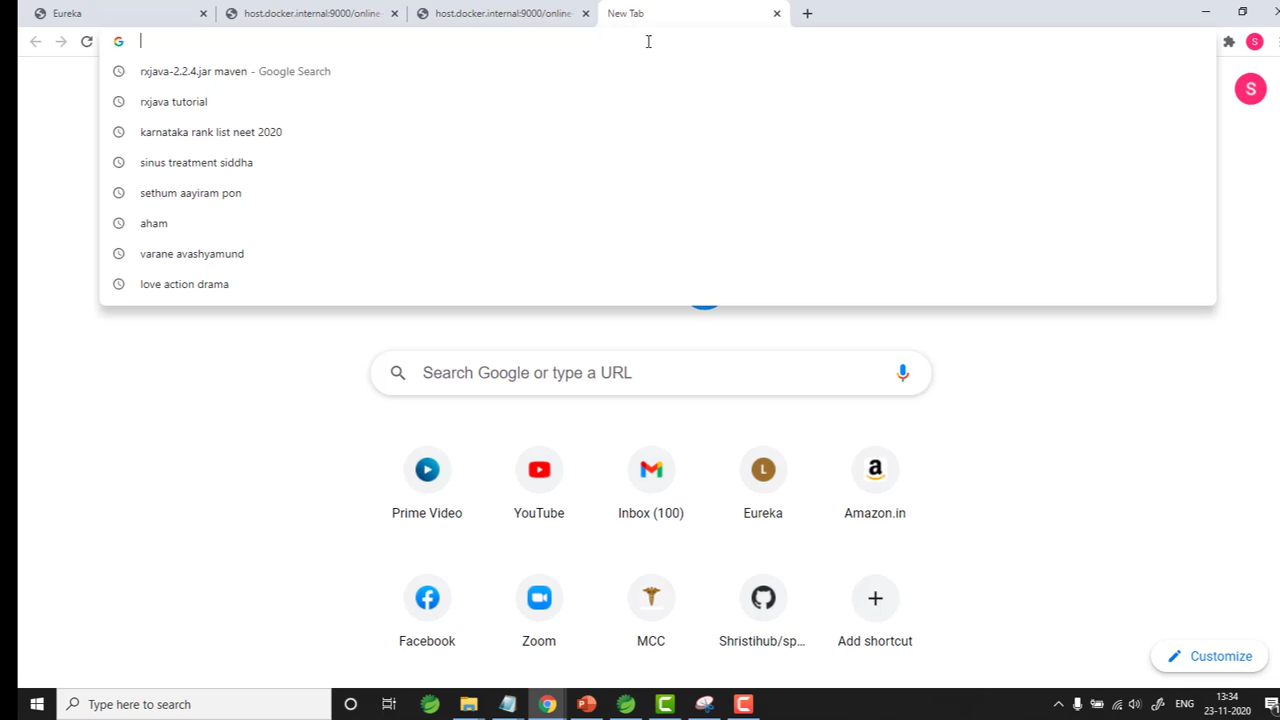 Eureka
host.docker.internal:9000/online
host.docker.internal:9000/online
New Tab
S
rxjava-2.2.4.jar maven - Google Search
rxjava tutorial
karnataka rank list neet 2020
sinus treatment siddha
sethum aayiram pon
aham
varane avashyamund
love action drama
S
Search Google or type a URL
L
a
Prime Video
YouTube
Inbox (100)
Eureka
Amazon.in
Facebook
Zoom
MCC
Shristihub/sp...
Add shortcut
Customize
Type here to search
ENG
13:34
23-11-2020